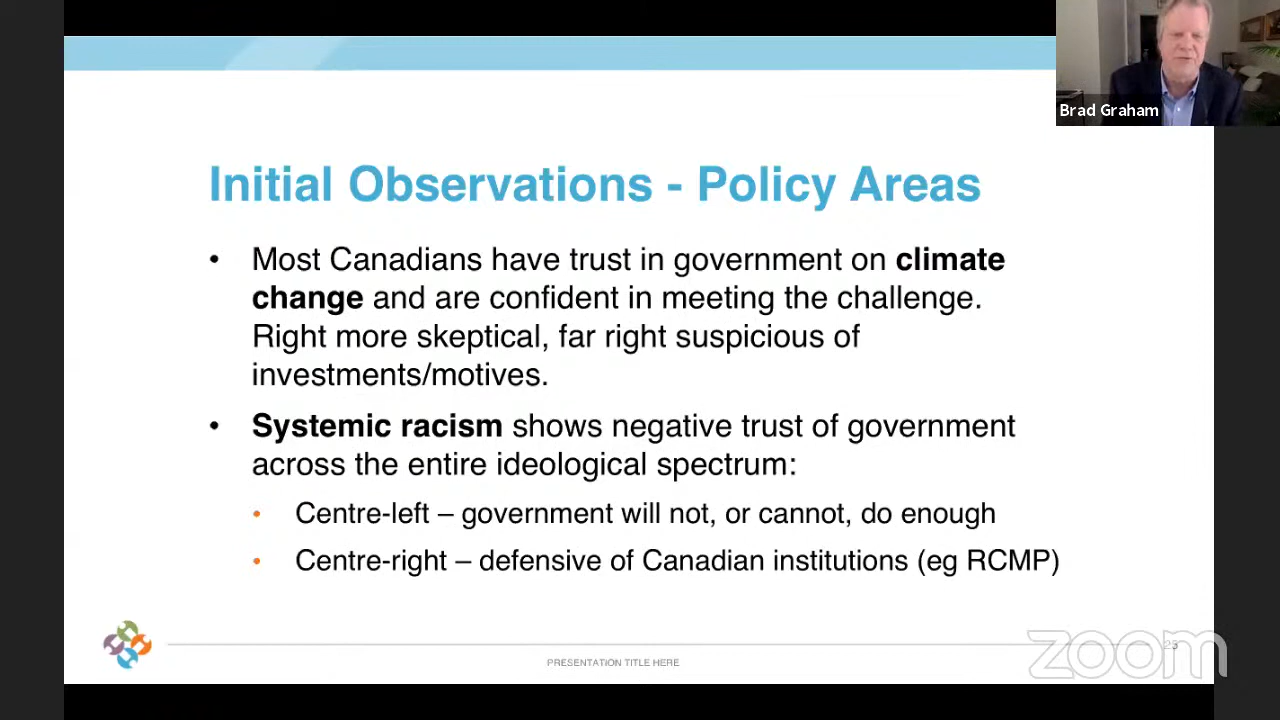 Brad Graham
Initial Observations - Policy Areas
• Most Canadians have trust in government on climate
change and are confident in meeting the challenge.
Right more skeptical, far right suspicious of
investments/motives.
• Systemic racism shows negative trust of government
across the entire ideological spectrum:
• Centre-left – government will not, or cannot, do enough
• Centre-right – defensive of Canadian institutions (eg RCMP)
PRESENTATION TITLE HERE
zoom